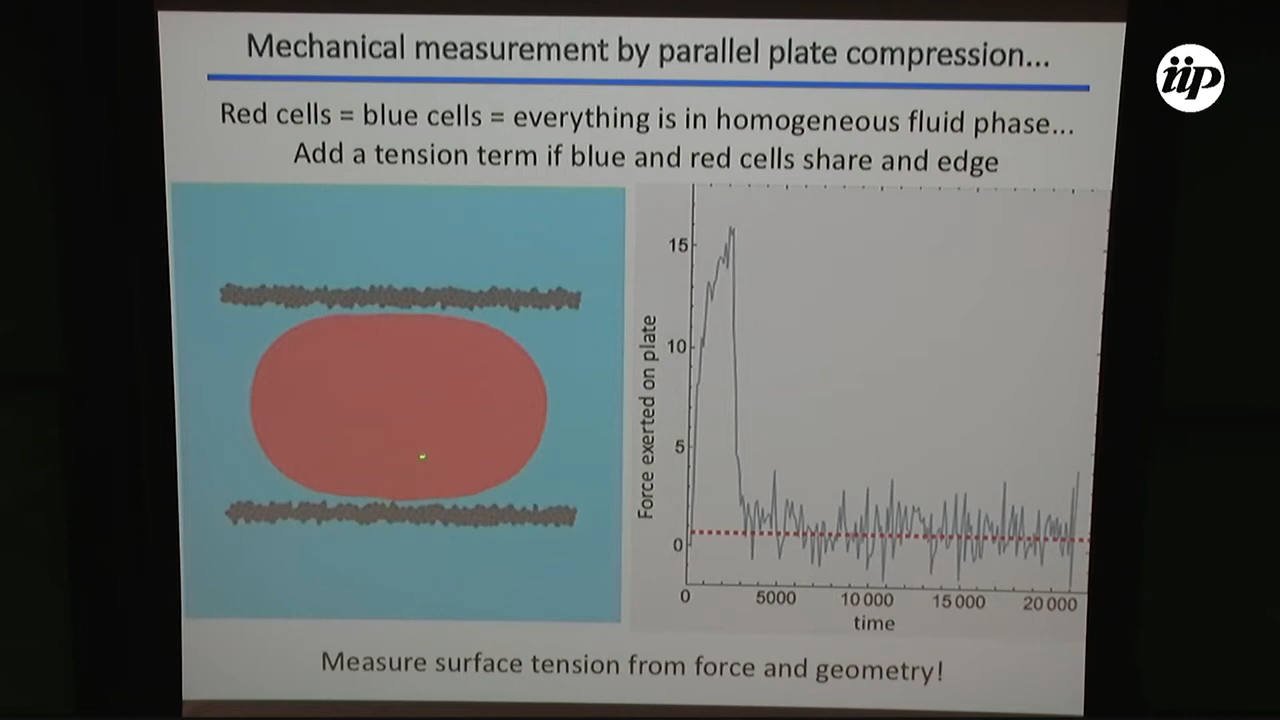 Mechanical measurement by parallel plate compression...
iip
Red cells = blue cells = everything is in homogeneous fluid phase...
Add a tension term if blue and red cells share and edge
Force exerted on plate
15
10
5
0
0
5000
10 000
15 000
20 000
time
Measure surface tension from force and geometry!